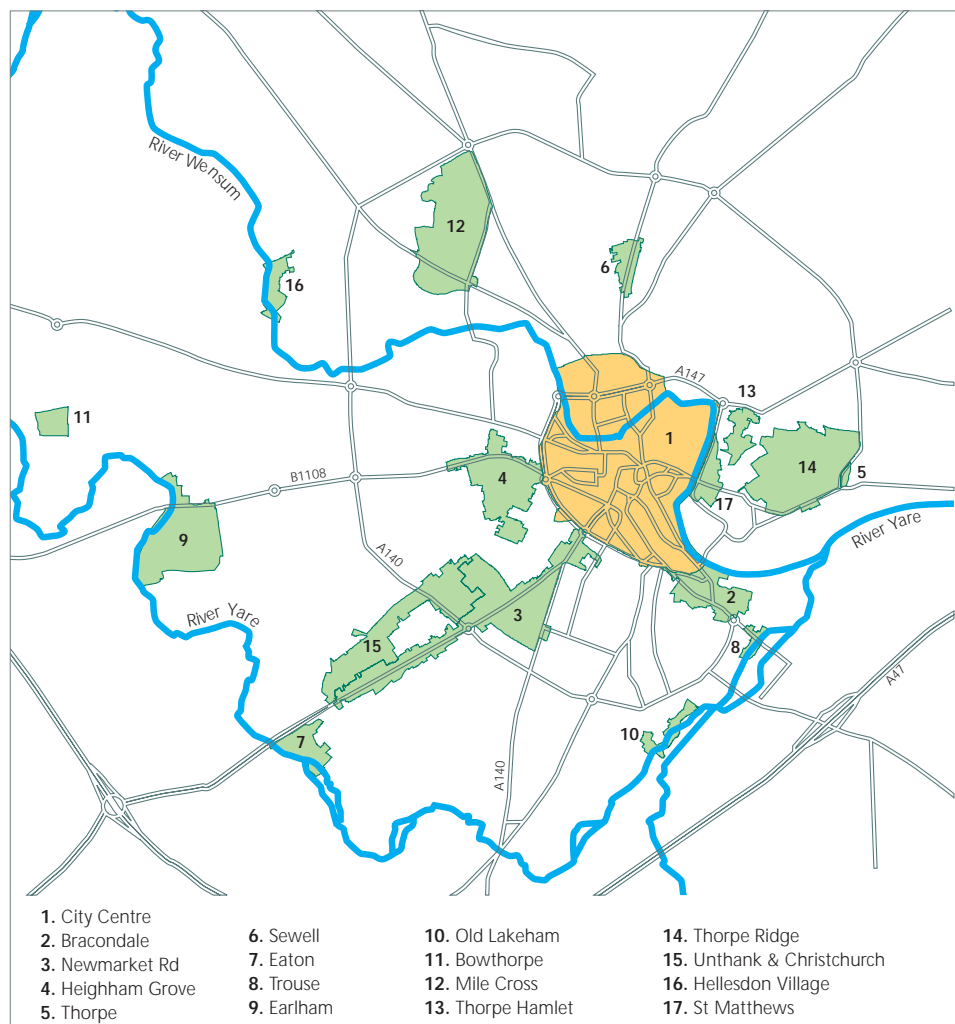 River Wensum
12
6
16
A147
13
1
11
14
5
4
B1108
17
River Yare
9
A140
2
3
River Yare
15
8
A47
10
7
A140
1. City Centre
2. Bracondale
3. Newmarket Rd
4. Heighham Grove
5. Thorpe
6. Sewell
7. Eaton
8. Trouse
9. Earlham
10. Old Lakeham
11. Bowthorpe
12. Mile Cross
13. Thorpe Hamlet
14. Thorpe Ridge
15. Unthank & Christchurch
16. Hellesdon Village
17. St Matthews